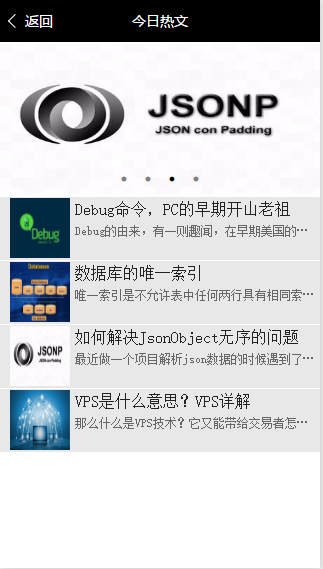 返回 今日热文
JSONP
JSON con Padding
Debug命令，PC的早期开山老祖
Debug的由来，有一则趣闻，在早期美国的…
Debug
数据库的唯一索引
唯一索引是不允许表中任何两行具有相同索…
Databases
如何解决JsonObject无序的问题
最近做一个项目解析json数据的时候遇到了…
JSONP
JSON con Padding
VPS是什么意思？VPS详解
那么什么是VPS技术？它又能带给交易者怎…